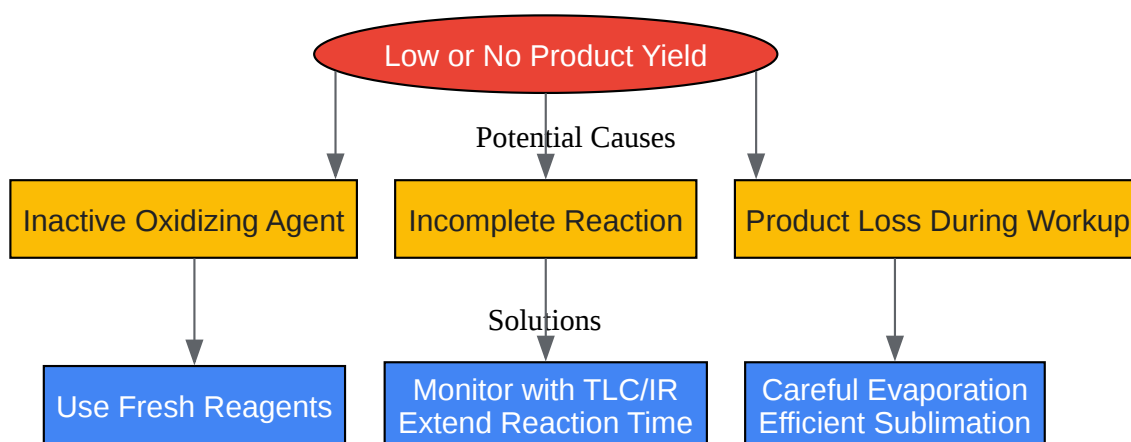 Low or No Product Yield
Potential Causes
Inactive Oxidizing Agent
Incomplete Reaction
Product Loss During Workup
Solutions
Use Fresh Reagents
Monitor with TLC/IR
Extend Reaction Time
Careful Evaporation
Efficient Sublimation